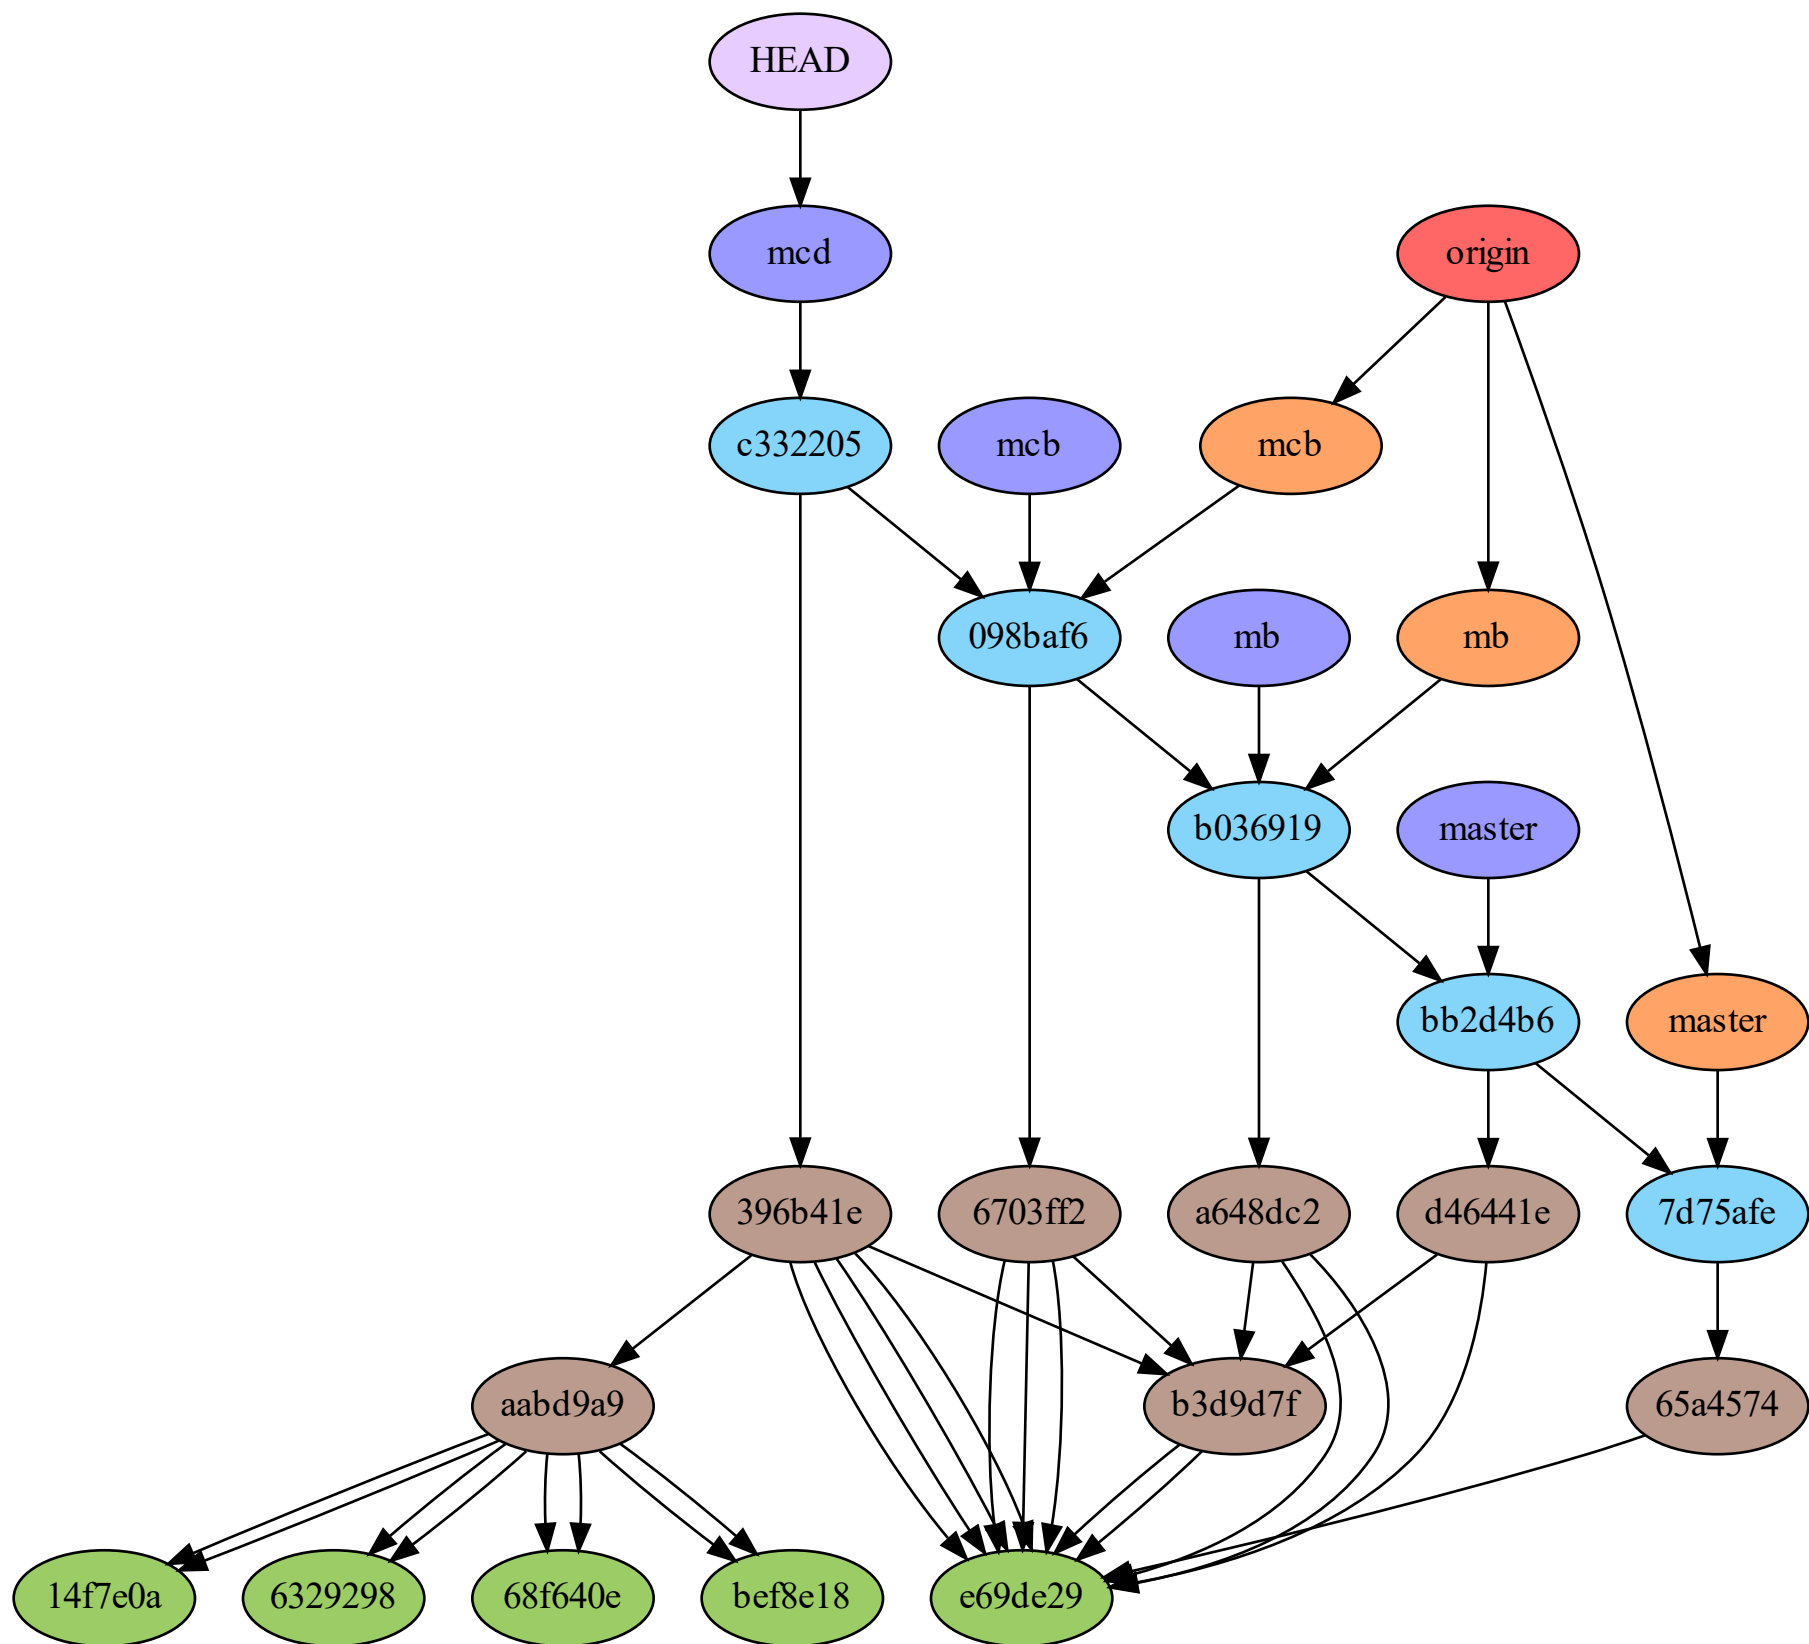 HEAD
mcd
origin
c332205
mcb
mcb
098baf6
mb
mb
b036919
master
bb2d4b6
master
396b41e
6703ff2
a648dc2
d46441e
7d75afe
aabd9a9
b3d9d7f
65a4574
14f7e0a
6329298
68f640e
bef8e18
e69de29